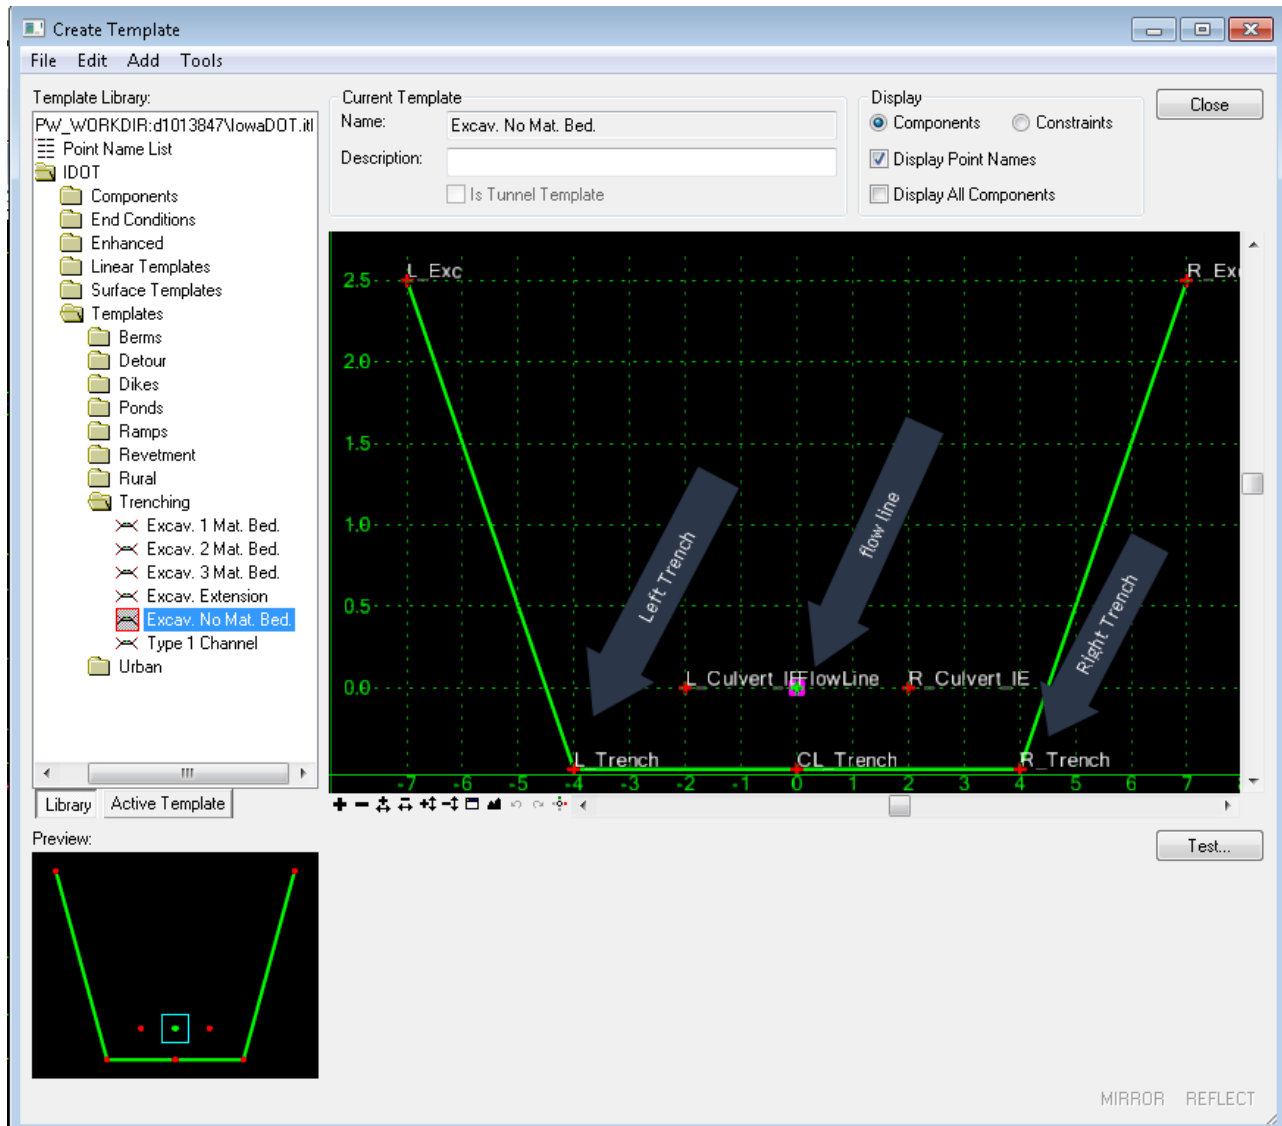 Create Template
File Edit Add Tools
Template Library:
PW_WORKDIR:d1013847\IowaDOT.itl
Point Name List
IDOT
Components
End Conditions
Enhanced
Linear Templates
Surface Templates
Templates
Berms
Detour
Dikes
Ponds
Ramps
Revetment
Rural
Trenching
Excav. 1 Mat. Bed.
Excav. 2 Mat. Bed.
Excav. 3 Mat. Bed.
Excav. Extension
Excav. No Mat. Bed.
Type 1 Channel
Urban
Library Active Template
Preview:
Current Template
Name: Excav. No Mat. Bed.
Description:
Is Tunnel Template
Display
Components Constraints
Display Point Names
Display All Components
Close
L_Exc R_Ex
2.5
2.0
1.5
1.0
0.5
0.0
Left Trench
flow line
Right Trench
L_Culvert_I FlowLine R_Culvert_IE
L_Trench CL_Trench R_Trench
-7 -6 -5 -4 -3 -2 -1 0 1 2 3 4 5 6 7
Test...
MIRROR REFLECT